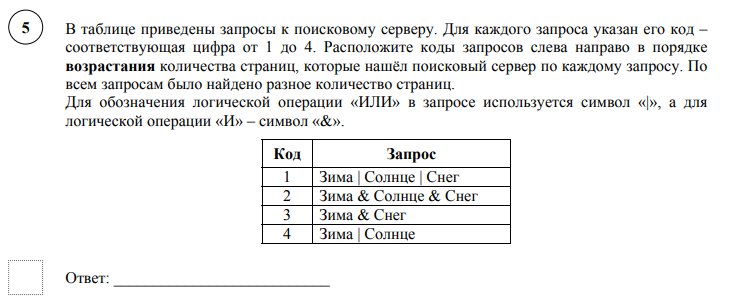 5
В таблице приведены запросы к поисковому серверу. Для каждого запроса указан его код –
соответствующая цифра от 1 до 4. Расположите коды запросов слева направо в порядке
возрастания количества страниц, которые нашёл поисковый сервер по каждому запросу. По
всем запросам было найдено разное количество страниц.
Для обозначения логической операции «ИЛИ» в запросе используется символ «|», а для
логической операции «И» – символ «&».
Код Запрос
1 Зима | Солнце | Снег
2 Зима & Солнце & Снег
3 Зима & Снег
4 Зима | Солнце
Ответ: ___________________________